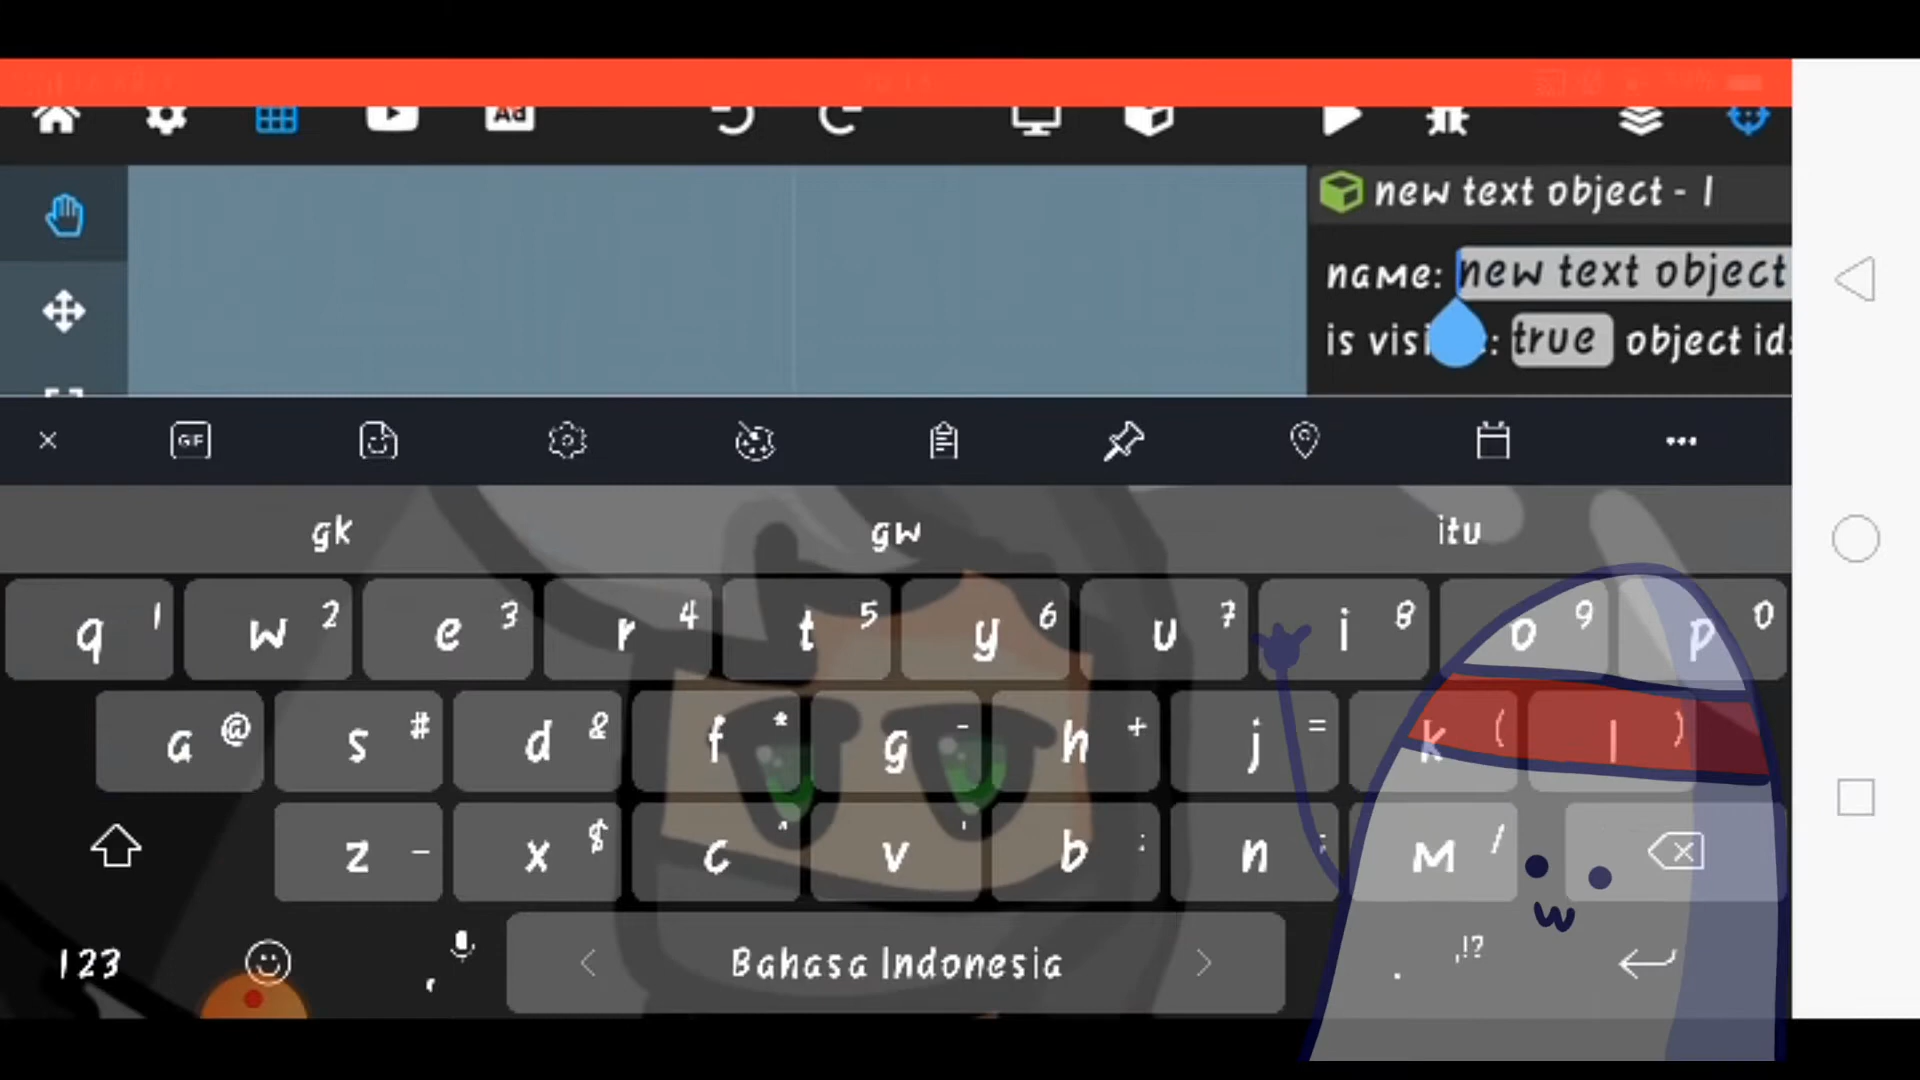 Ad
new text object - 1
name: new text object
is visi : true object id:
GIF
gk gw itu
q 1 w 2 e 3 r 4 t 5 y 6 u 7 i 8 o 9 p 0
a @ s # d & f * g - h + j = k ( l )
z – x $ c " v ' b : n ; M /
123 , Bahasa Indonesia . ,!?